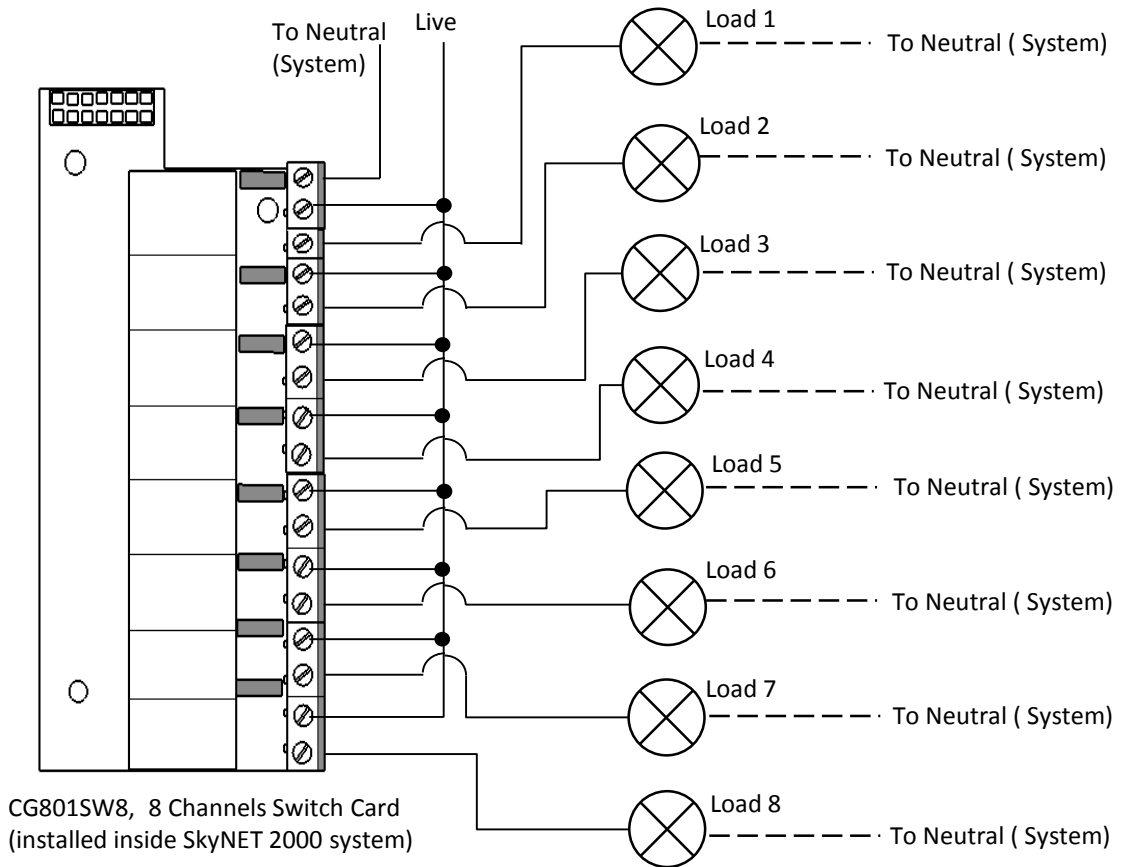 To Neutral
(System)
Live
Load 1
To Neutral ( System)
Load 2
To Neutral ( System)
Load 3
To Neutral ( System)
Load 4
To Neutral ( System)
Load 5
To Neutral ( System)
Load 6
To Neutral ( System)
Load 7
To Neutral ( System)
Load 8
To Neutral ( System)
CG801SW8,  8 Channels Switch Card
(installed inside SkyNET 2000 system)